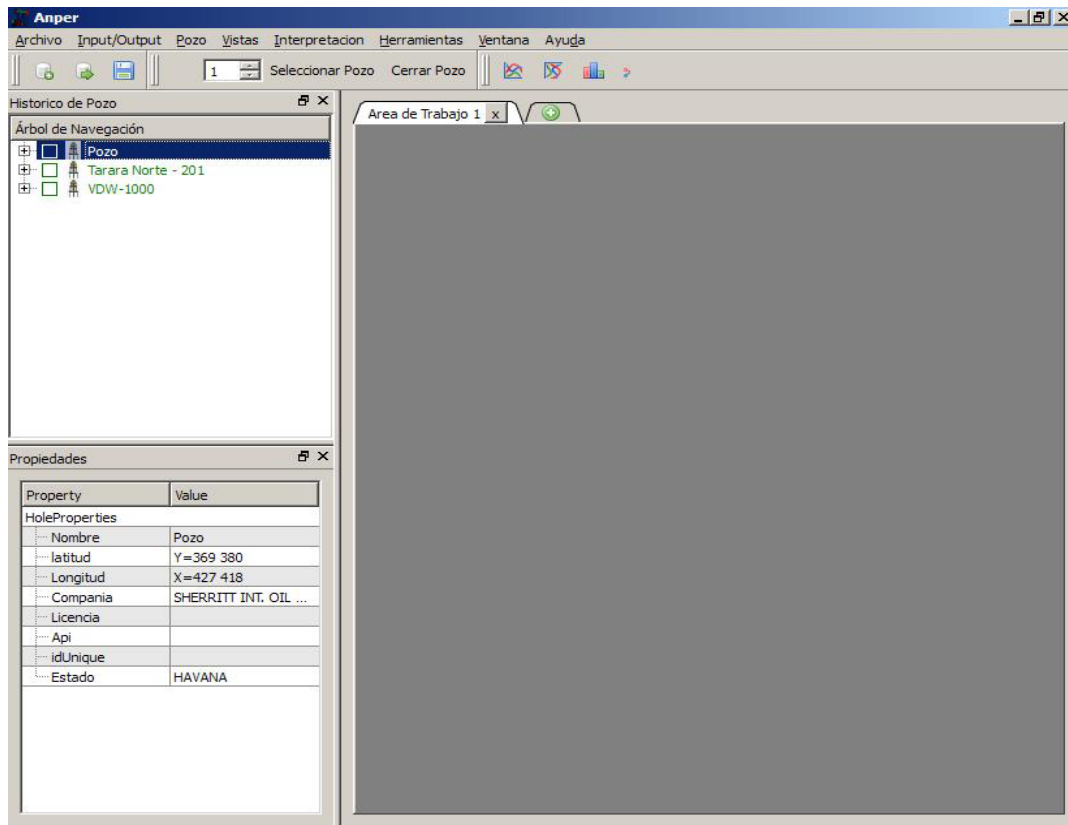 Anper
Archivo Input/Output Pozo Vistas Interpretacion Herramientas Ventana Ayuda
1 Seleccionar Pozo Cerrar Pozo
Historico de Pozo
Árbol de Navegación
Pozo
Tarara Norte - 201
VDW-1000
Area de Trabajo 1 x
Propiedades
Property Value
HoleProperties
Nombre Pozo
latitud Y=369 380
Longitud X=427 418
Compania SHERRITT INT. OIL ...
Licencia
Api
idUnique
Estado HAVANA